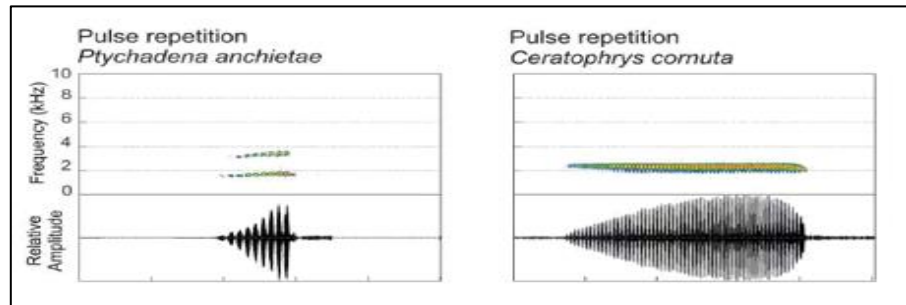 Pulse repetition
Ptychadena anchietae
Pulse repetition
Ceratophrys cornuta
Frequency (kHz)
10
8
6
4
2
0
Relative
Amplitude